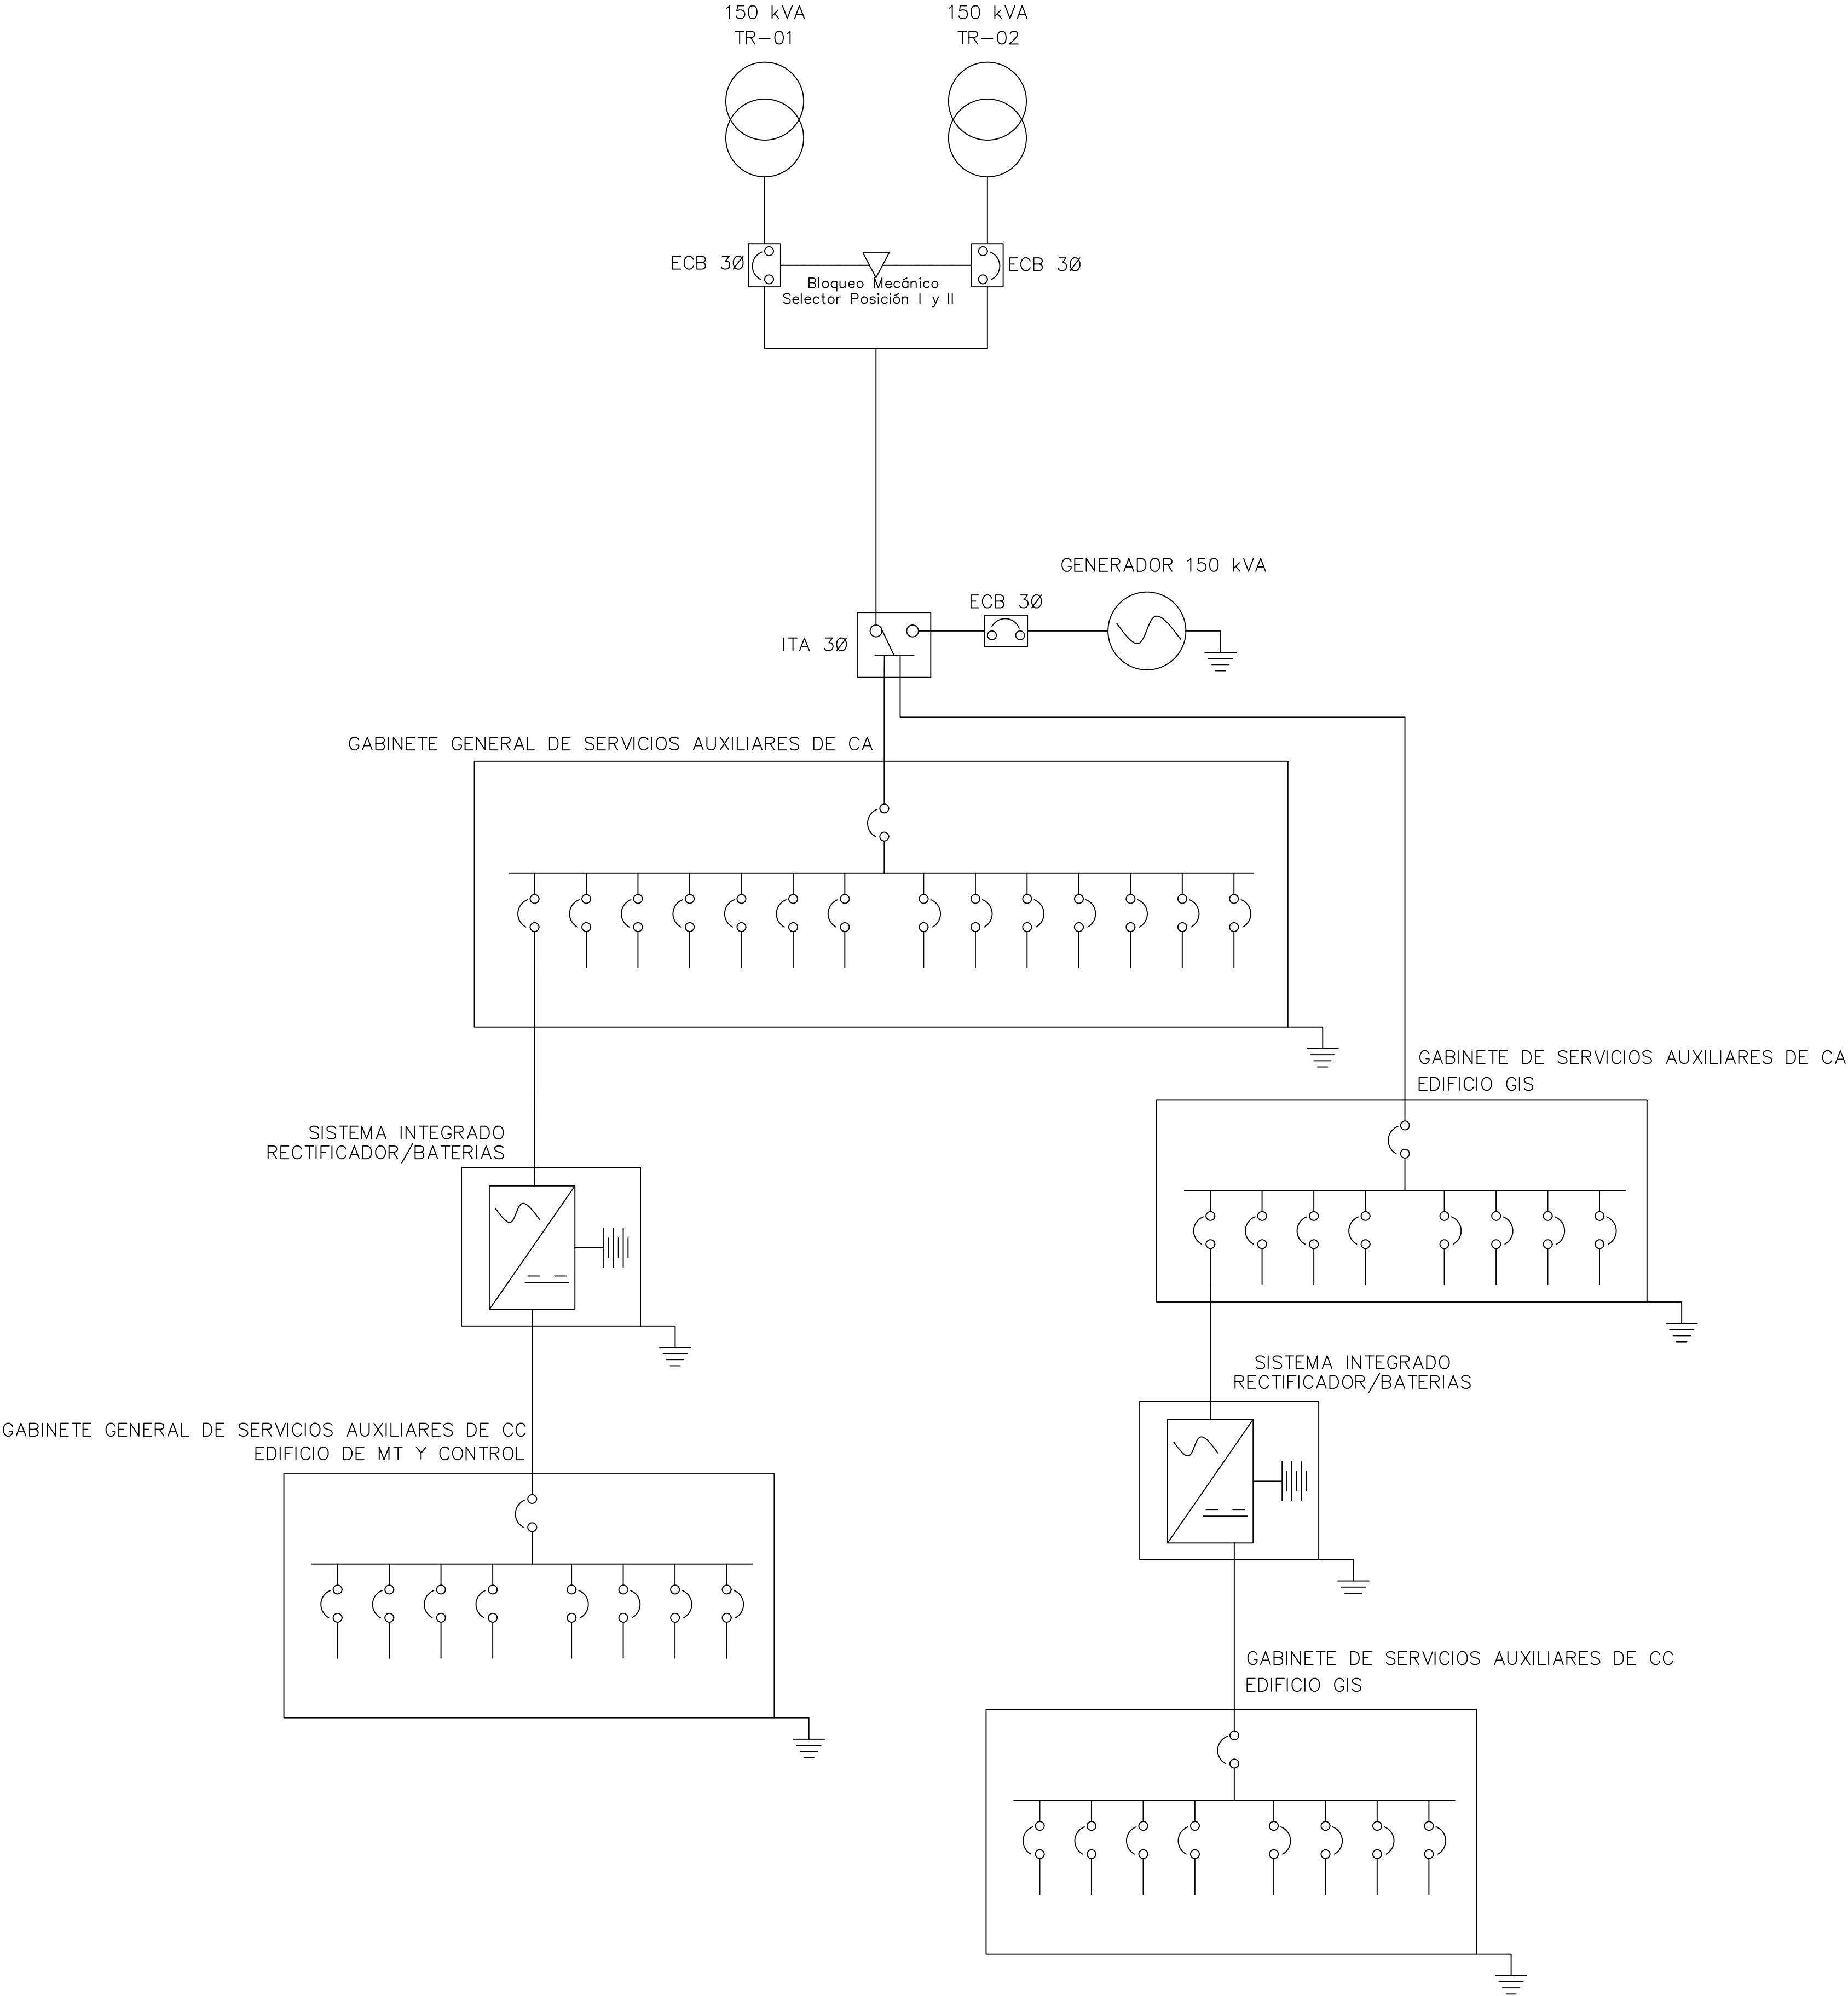 150 kVA
TR-01
150 kVA
TR-02
ECB 3Ø
ECB 3Ø
Bloqueo Mecánico
Selector Posición I y II
GENERADOR 150 kVA
ECB 3Ø
ITA 3Ø
GABINETE GENERAL DE SERVICIOS AUXILIARES DE CA
GABINETE DE SERVICIOS AUXILIARES DE CA
EDIFICIO GIS
SISTEMA INTEGRADO
RECTIFICADOR/BATERIAS
SISTEMA INTEGRADO
RECTIFICADOR/BATERIAS
GABINETE GENERAL DE SERVICIOS AUXILIARES DE CC
EDIFICIO DE MT Y CONTROL
GABINETE DE SERVICIOS AUXILIARES DE CC
EDIFICIO GIS